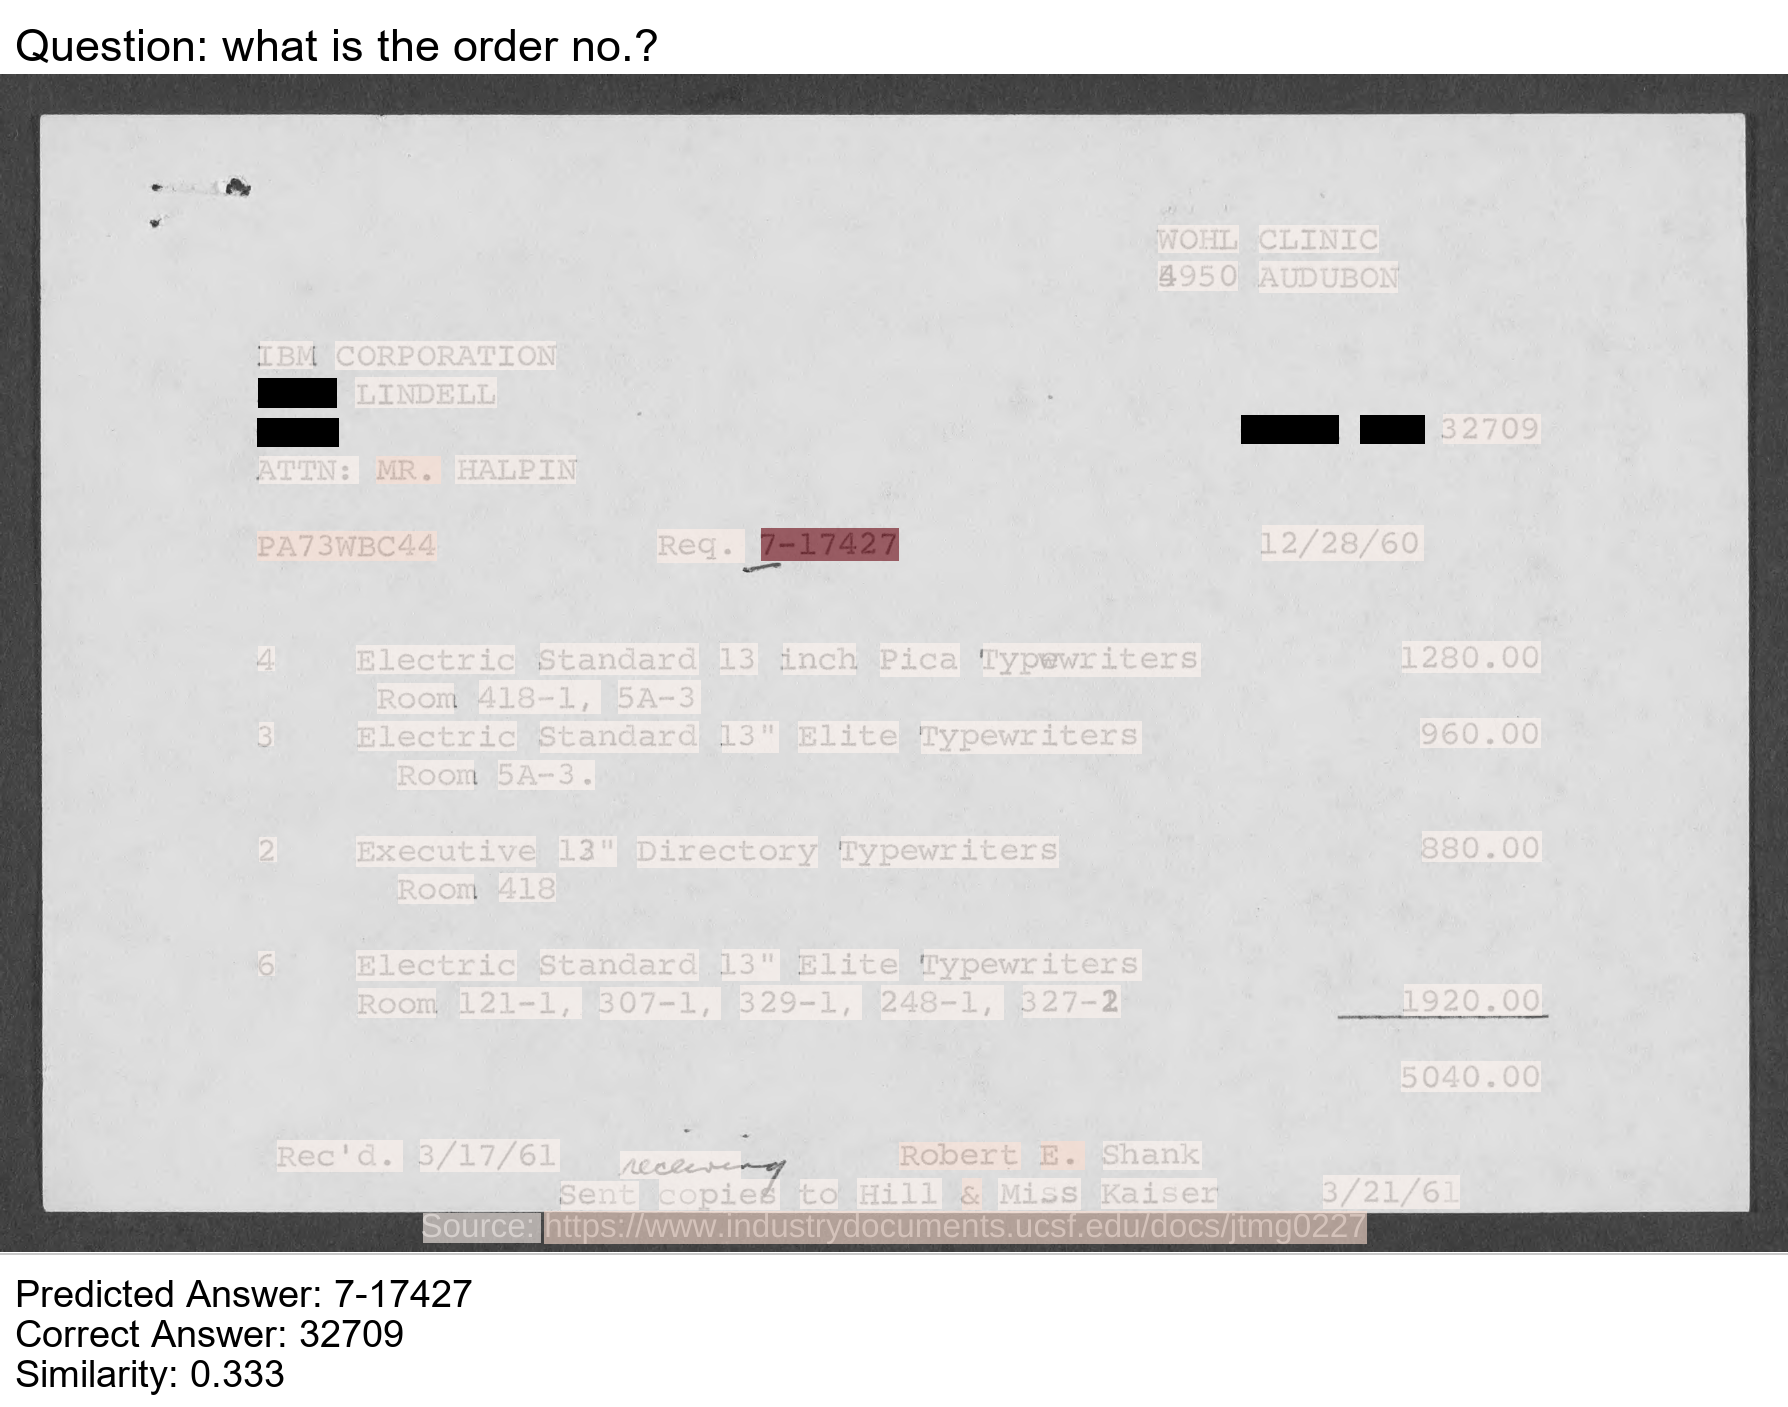 Question: what is the order no.?
WOHL CLINIC
4950 AUDUBON
IBM CORPORATION
LINDELL
32709
ATTN: MR. HALPIN
PA73WBC44 Req. 7-17427 12/28/60
4 Electric Standard 13 inch Pica Typewriters 1280.00
Room 418-1, 5A-3
3 Electric Standard 13" Elite Typewriters 960.00
Room 5A-3.
2 Executive 13" Directory Typewriters 880.00
Room 418
6 Electric Standard 13" Elite Typewriters
Room 121-1, 307-1, 329-1, 248-1, 327-2 1920.00
5040.00
Rec'd. 3/17/61 receiving Robert E. Shank
Sent copies to Hill & Miss Kaiser 3/21/61
Source: https://www.industrydocuments.ucsf.edu/docs/jtmg0227
Predicted Answer: 7-17427
Correct Answer: 32709
Similarity: 0.333